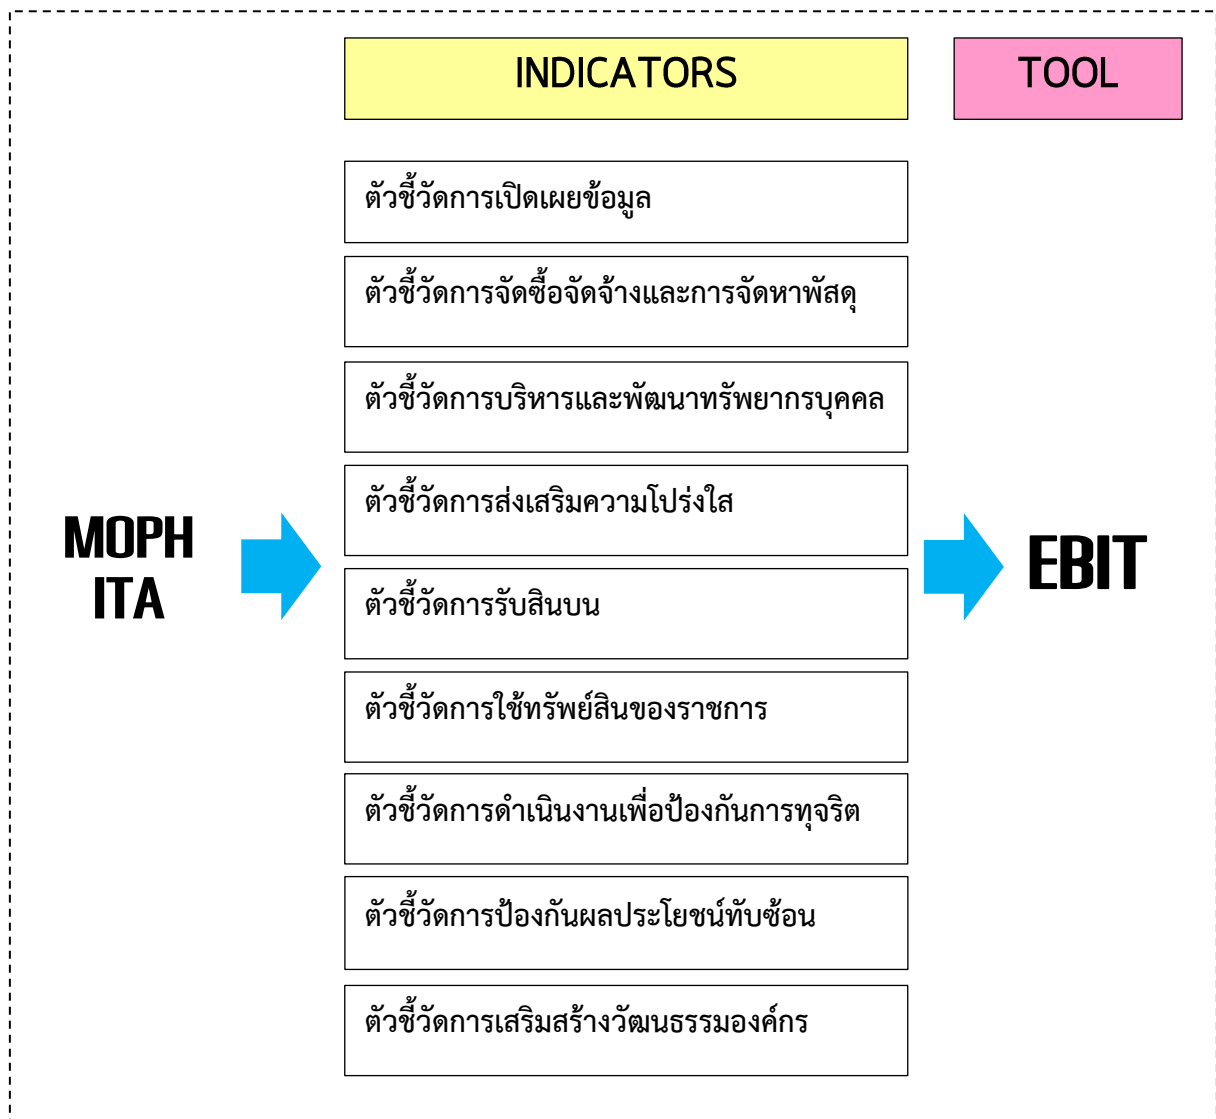 INDICATORS
TOOL
ตัวชี้วัดการเปิดเผยข้อมูล
ตัวชี้วัดการจัดซื้อจัดจ้างและการจัดหาพัสดุ
ตัวชี้วัดการบริหารและพัฒนาทรัพยากรบุคคล
ตัวชี้วัดการส่งเสริมความโปร่งใส
MOPH
ITA
ตัวชี้วัดการรับสินบน
EBIT
ตัวชี้วัดการใช้ทรัพย์สินของราชการ
ตัวชี้วัดการดำเนินงานเพื่อป้องกันการทุจริต
ตัวชี้วัดการป้องกันผลประโยชน์ทับซ้อน
ตัวชี้วัดการเสริมสร้างวัฒนธรรมองค์กร